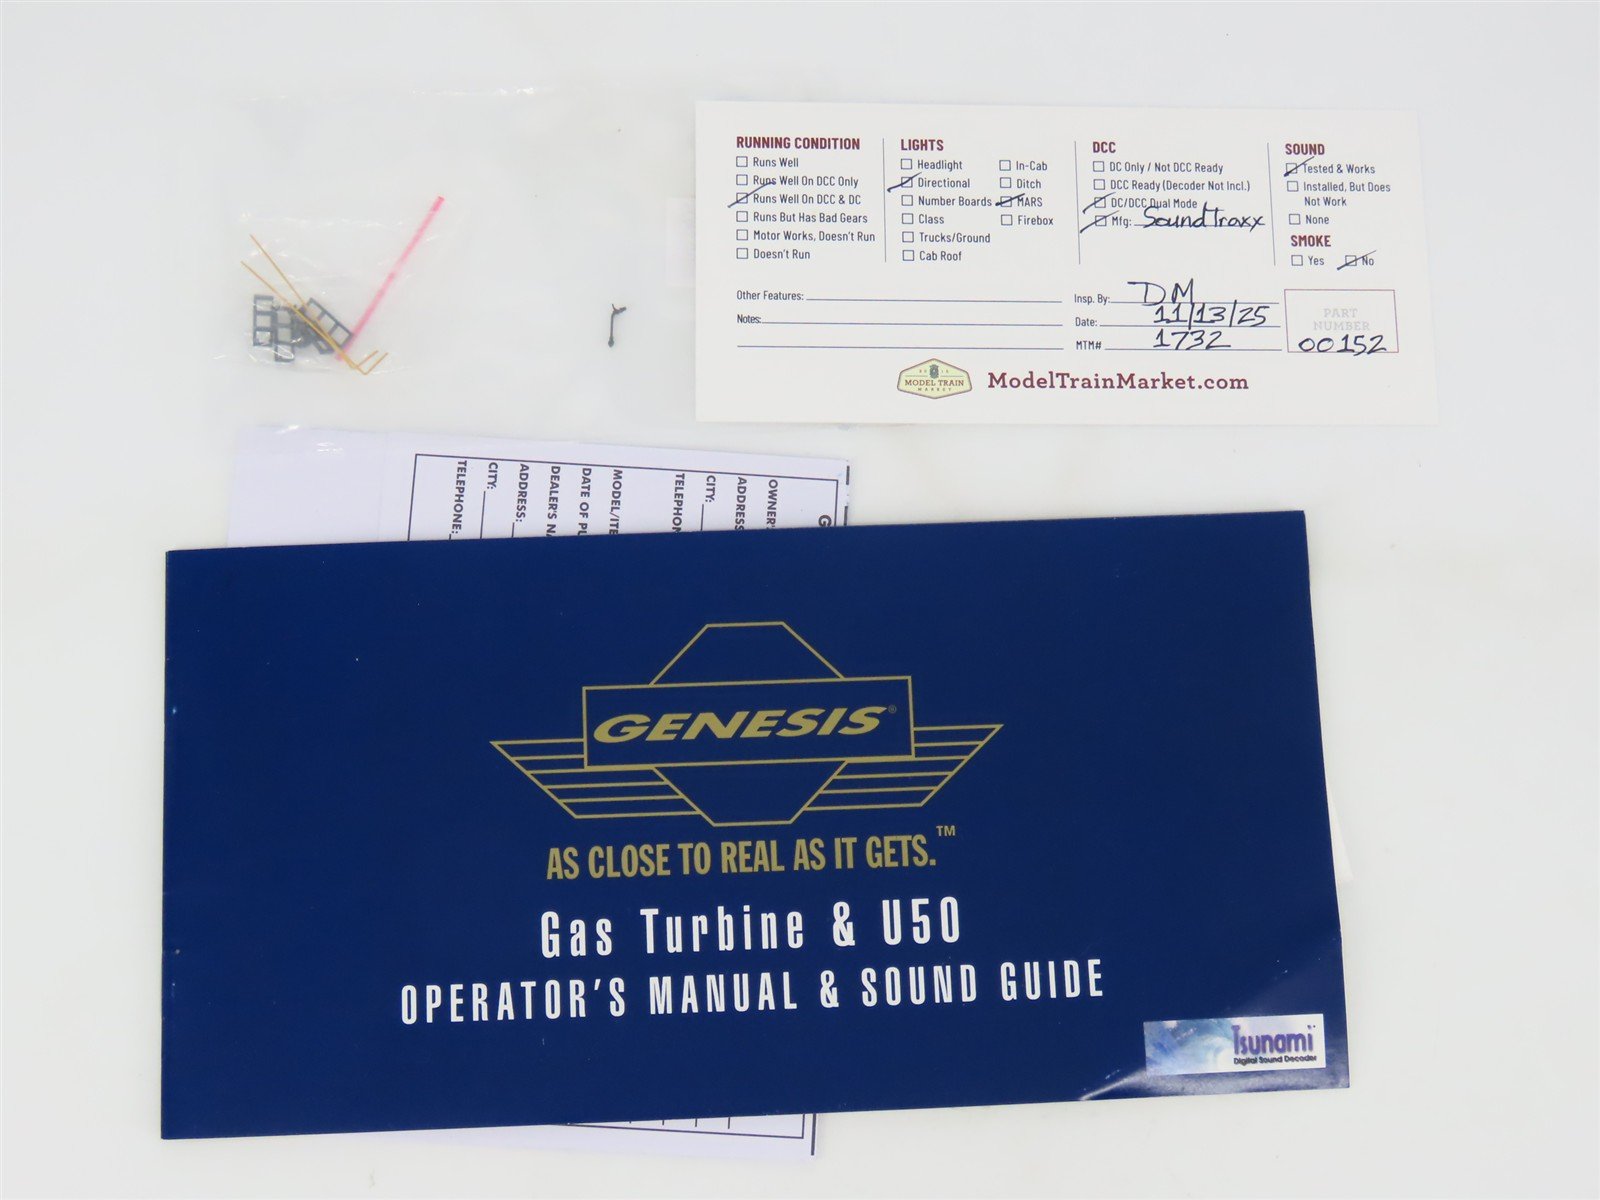 RUNNING CONDITION
Runs Well
Runs Well On DCC Only
Runs Well On DCC & DC
Runs But Has Bad Gears
Motor Works, Doesn't Run
Doesn't Run
LIGHTS
Headlight
Directional
Number Boards
Class
Trucks/Ground
Cab Roof
In-Cab
Ditch
MARS
Firebox
DCC
DC Only / Not DCC Ready
DCC Ready (Decoder Not Incl.)
DC/DCC Dual Mode
Mfg: Soundtraxx
SOUND
Tested & Works
Installed, But Does
Not Work
None
SMOKE
Yes No
Other Features:
Notes:
Insp. By: DM
Date: 11/13/25
MTM# 1732
PART
NUMBER
00152
MODEL TRAIN
MARKET
ModelTrainMarket.com
OWNER'
ADDRESS
CITY:
TELEPHON
MODEL/ITE
DATE OF PU
DEALER'S NA
ADDRESS:
CITY:
TELEPHONE:
GENESIS®
AS CLOSE TO REAL AS IT GETS.™
Gas Turbine & U50
OPERATOR'S MANUAL & SOUND GUIDE
Tsunami
Digital Sound Decoder